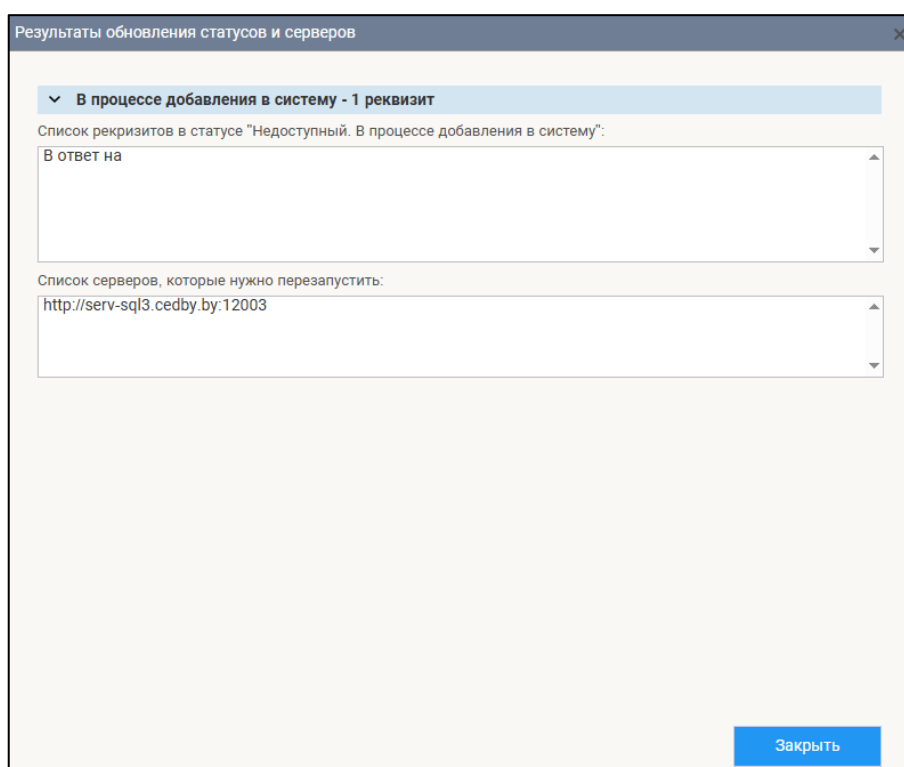 Результаты обновления статусов и серверов
В процессе добавления в систему - 1 реквизит
Список рекризитов в статусе "Недоступный. В процессе добавления в систему":
В ответ на
Список серверов, которые нужно перезапустить:
http://serv-sql3.cedby.by:12003
Закрыть